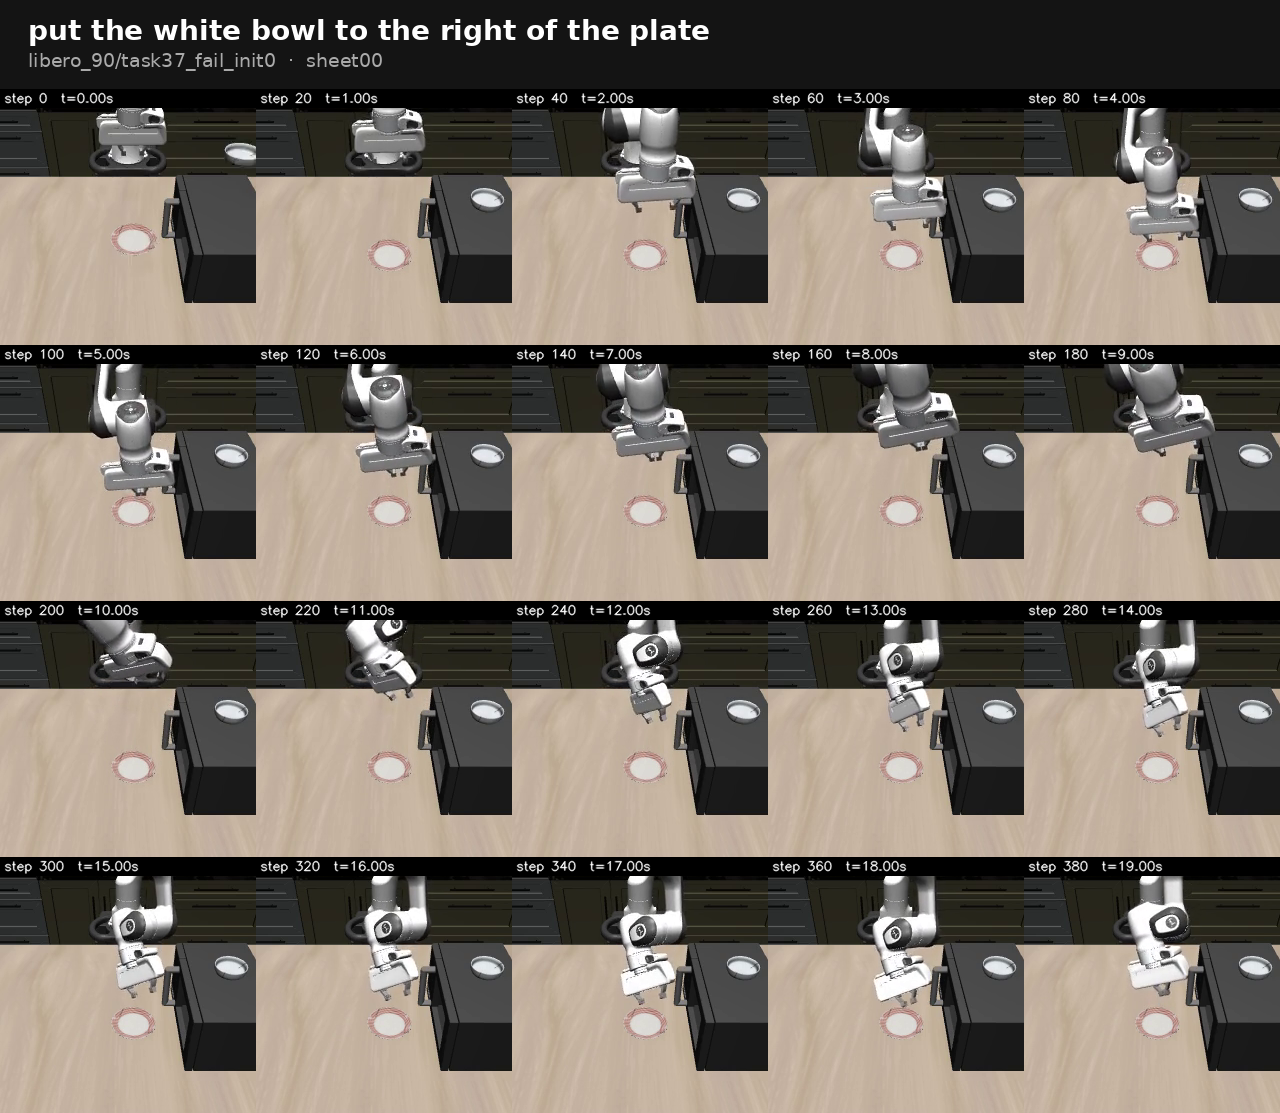 put the white bowl to the right of the plate
libero_90/task37_fail_init0 · sheet00
step 0 t=0.00s
step 20 t=1.00s
step 40 t=2.00s
step 60 t=3.00s
step 80 t=4.00s
step 100 t=5.00s
step 120 t=6.00s
step 140 t=7.00s
step 160 t=8.00s
step 180 t=9.00s
step 200 t=10.00s
step 220 t=11.00s
step 240 t=12.00s
step 260 t=13.00s
step 280 t=14.00s
step 300 t=15.00s
step 320 t=16.00s
step 340 t=17.00s
step 360 t=18.00s
step 380 t=19.00s